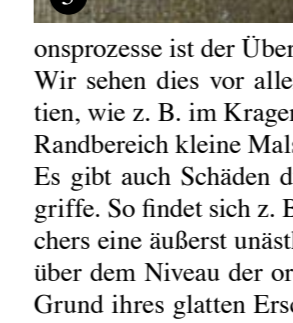 onsprozesse ist der Über
Wir sehen dies vor alle
tien, wie z. B. im Krage
Randbereich kleine Mal
Es gibt auch Schäden d
griffe. So findet sich z. B
chers eine äußerst unäst
über dem Niveau der or
Grund ihres glatten Ers